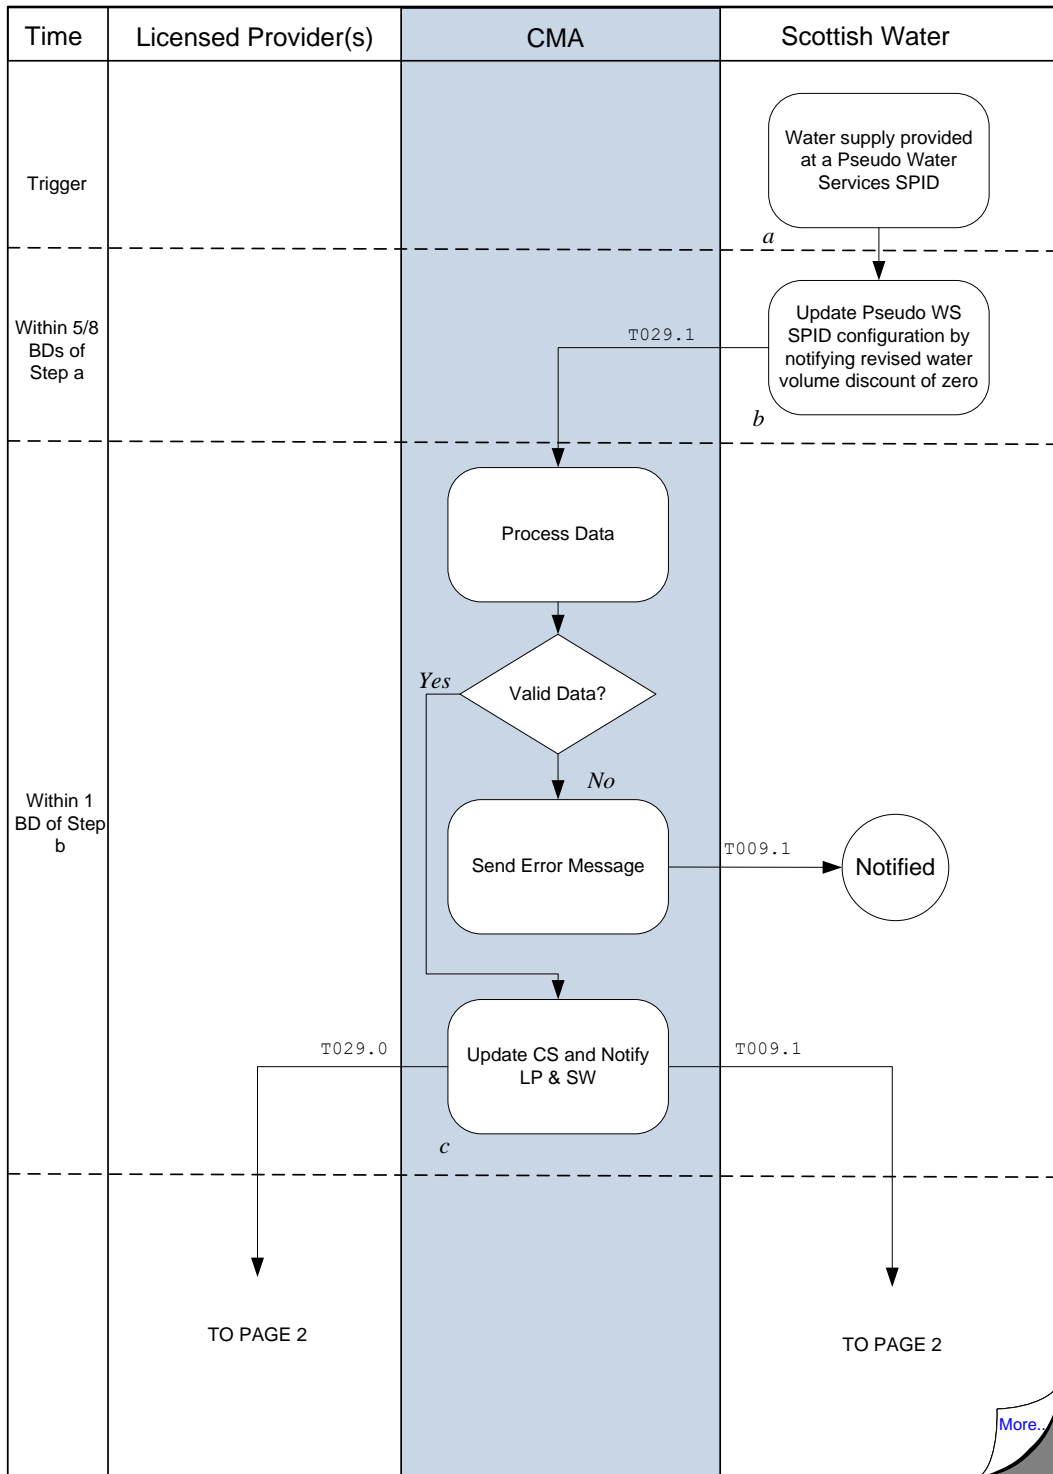 Time
Licensed Provider(s)
CMA
Scottish Water
Trigger
Water supply provided
at a Pseudo Water
Services SPID
a
Within 5/8
BDs of
Step a
T029.1
Update Pseudo WS
SPID configuration by
notifying revised water
volume discount of zero
b
Process Data
Valid Data?
Yes
No
Within 1
BD of Step
b
Send Error Message
T009.1
Notified
T029.0
Update CS and Notify
LP & SW
T009.1
c
TO PAGE 2
TO PAGE 2
More..